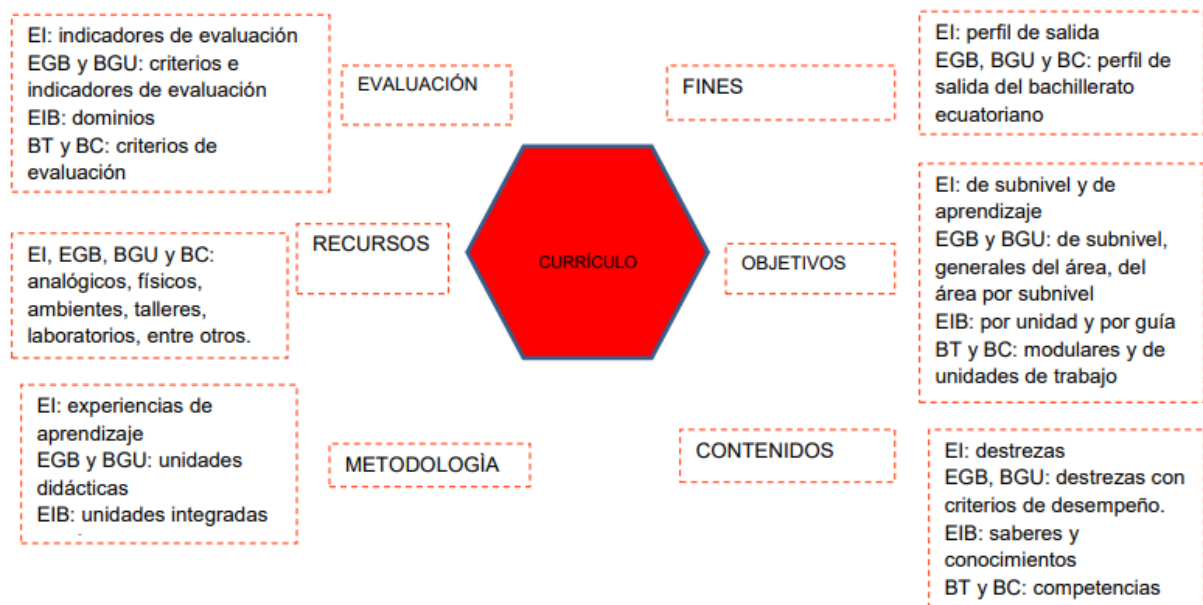 EI: indicadores de evaluación
EGB y BGU: criterios e
indicadores de evaluación
EIB: dominios
BT y BC: criterios de
evaluación
EVALUACIÓN
FINES
EI: perfil de salida
EGB, BGU y BC: perfil de
salida del bachillerato
ecuatoriano
EI, EGB, BGU y BC:
analógicos, físicos,
ambientes, talleres,
laboratorios, entre otros.
RECURSOS
CURRÍCULO
OBJETIVOS
EI: de subnivel y de
aprendizaje
EGB y BGU: de subnivel,
generales del área, del
área por subnivel
EIB: por unidad y por guía
BT y BC: modulares y de
unidades de trabajo
EI: experiencias de
aprendizaje
EGB y BGU: unidades
didácticas
EIB: unidades integradas
METODOLOGÌA
CONTENIDOS
EI: destrezas
EGB, BGU: destrezas con
criterios de desempeño.
EIB: saberes y
conocimientos
BT y BC: competencias